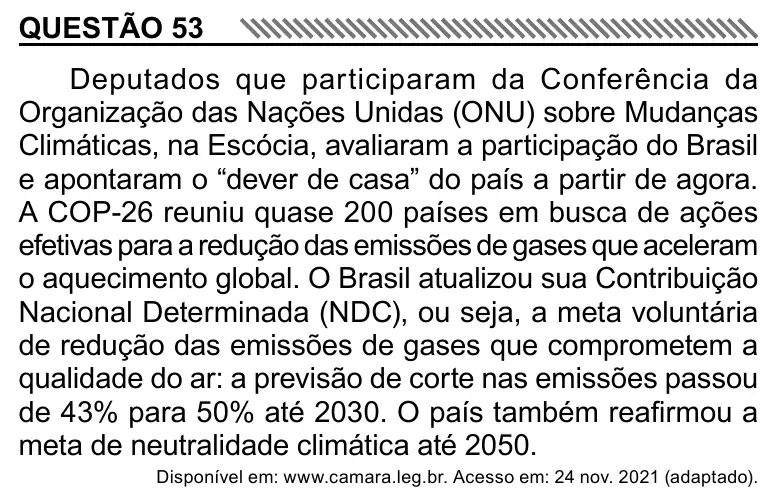 QUESTÃO 53
Deputados que participaram da Conferência da
Organização das Nações Unidas (ONU) sobre Mudanças
Climáticas, na Escócia, avaliaram a participação do Brasil
e apontaram o “dever de casa” do país a partir de agora.
A COP-26 reuniu quase 200 países em busca de ações
efetivas para a redução das emissões de gases que aceleram
o aquecimento global. O Brasil atualizou sua Contribuição
Nacional Determinada (NDC), ou seja, a meta voluntária
de redução das emissões de gases que comprometem a
qualidade do ar: a previsão de corte nas emissões passou
de 43% para 50% até 2030. O país também reafirmou a
meta de neutralidade climática até 2050.
Disponível em: www.camara.leg.br. Acesso em: 24 nov. 2021 (adaptado).